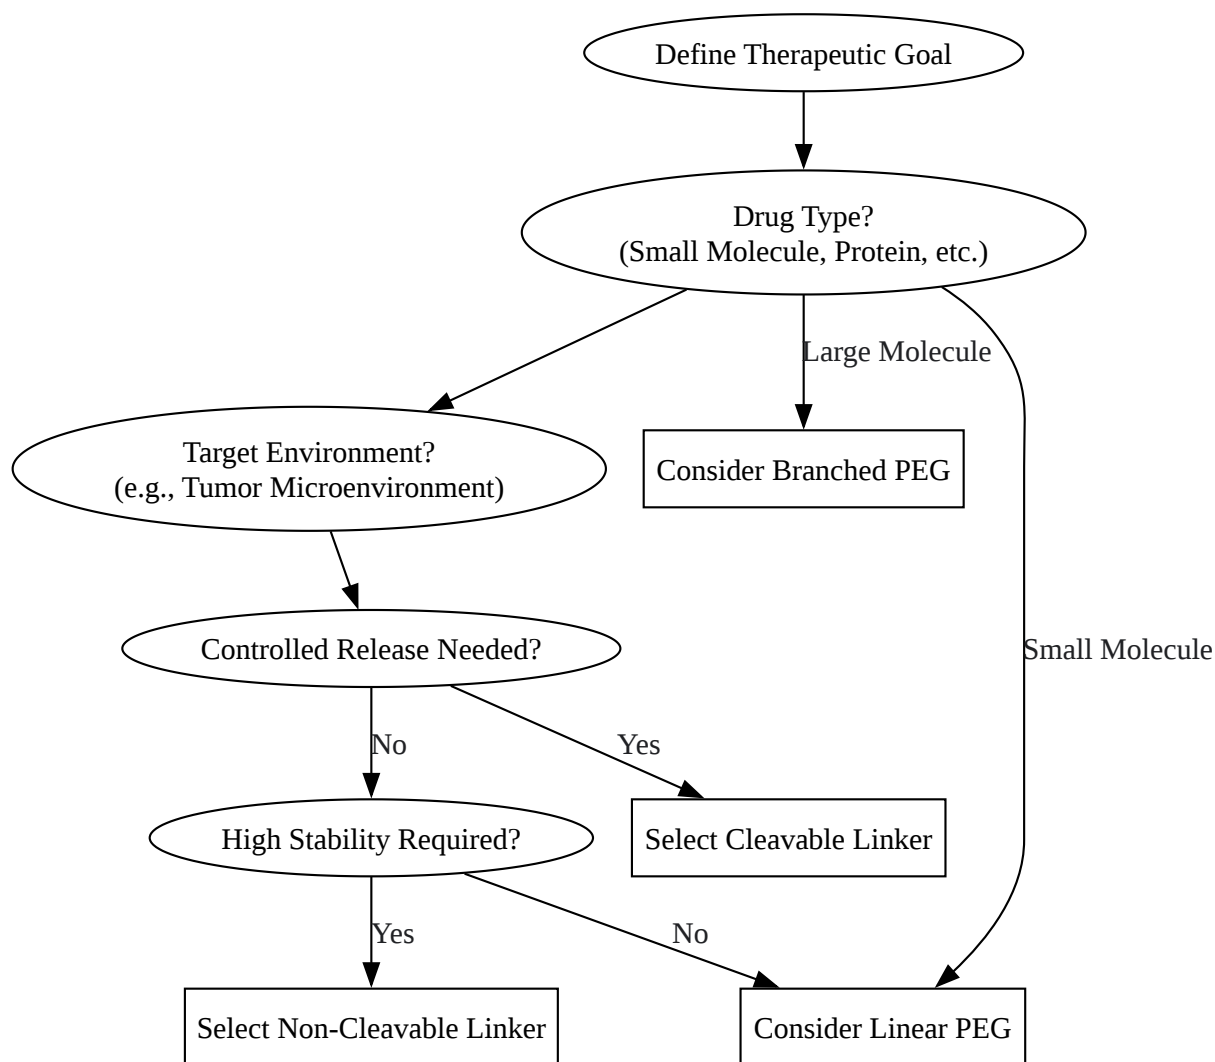 Define Therapeutic Goal
Drug Type?
(Small Molecule, Protein, etc.)
Large Molecule
Target Environment?
(e.g., Tumor Microenvironment)
Consider Branched PEG
Controlled Release Needed?
Small Molecule
No
Yes
High Stability Required?
Select Cleavable Linker
Yes
No
Select Non-Cleavable Linker
Consider Linear PEG